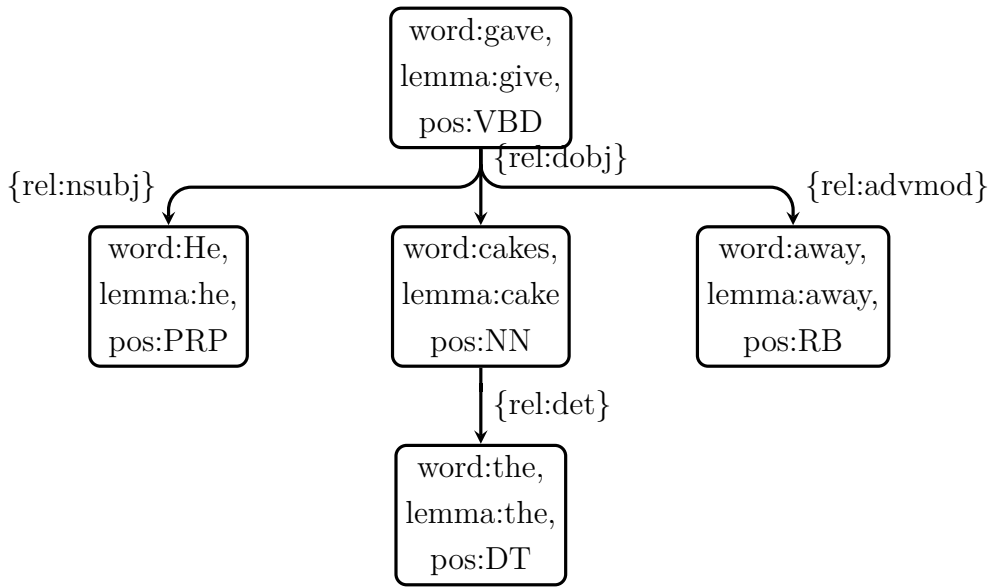 word:gave,
lemma:give,
pos:VBD
{rel:dobj}
{rel:nsubj}
{rel:advmod}
word:He,
lemma:he,
pos:PRP
word:cakes,
lemma:cake
pos:NN
word:away,
lemma:away,
pos:RB
{rel:det}
word:the,
lemma:the,
pos:DT